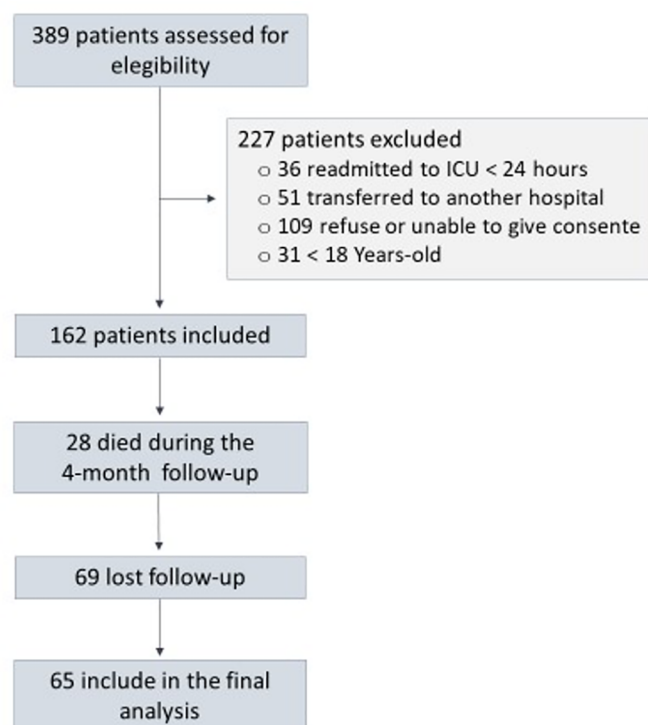 389 patients assessed for
elegibility
227 patients excluded
o 36 readmitted to ICU < 24 hours
o 51 transferred to another hospital
o 109 refuse or unable to give consente
o 31 < 18 Years-old
162 patients included
28 died during the
4-month follow-up
69 lost follow-up
65 include in the final
analysis